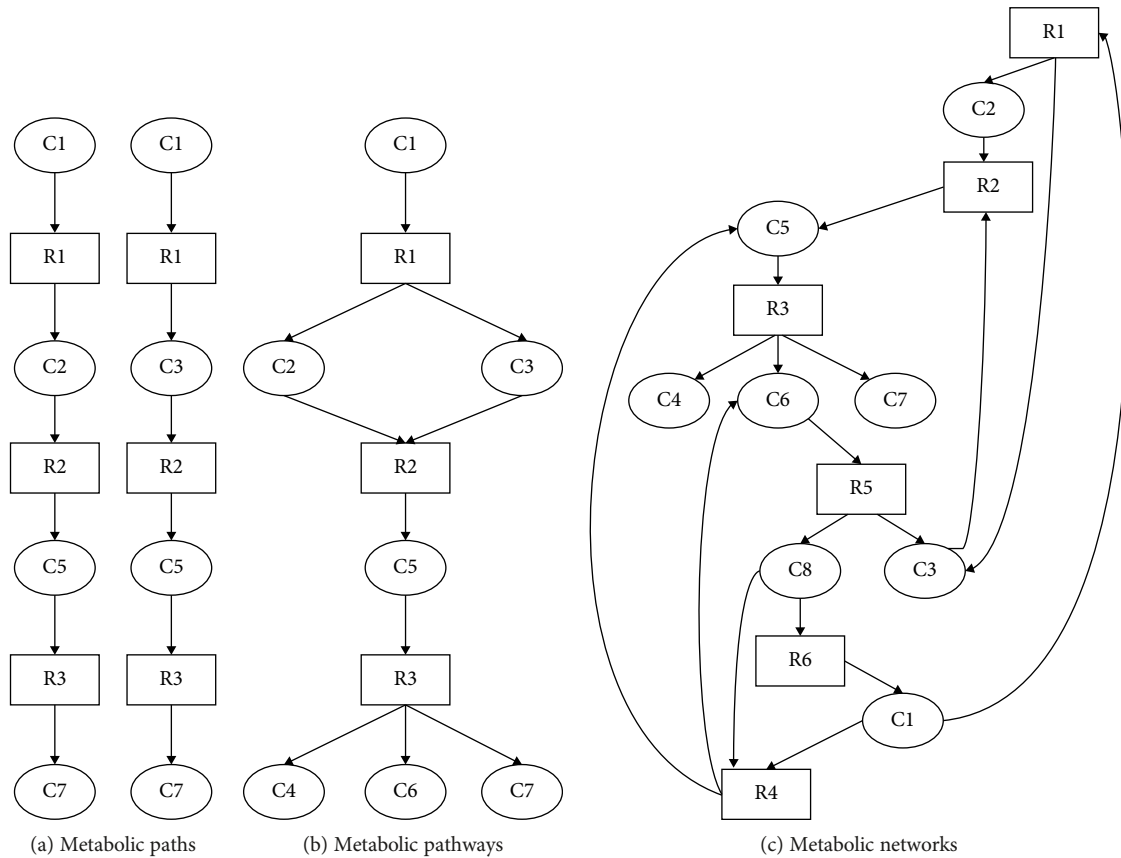 C1
R1
C2
R2
C5
R3
C7
C1
R1
C3
R2
C5
R3
C7
(a) Metabolic paths
C1
R1
C2
C3
R2
C5
R3
C4
C6
C7
(b) Metabolic pathways
R1
C2
R2
C5
R3
C4
C6
C7
R5
C8
C3
R6
C1
R4
(c) Metabolic networks